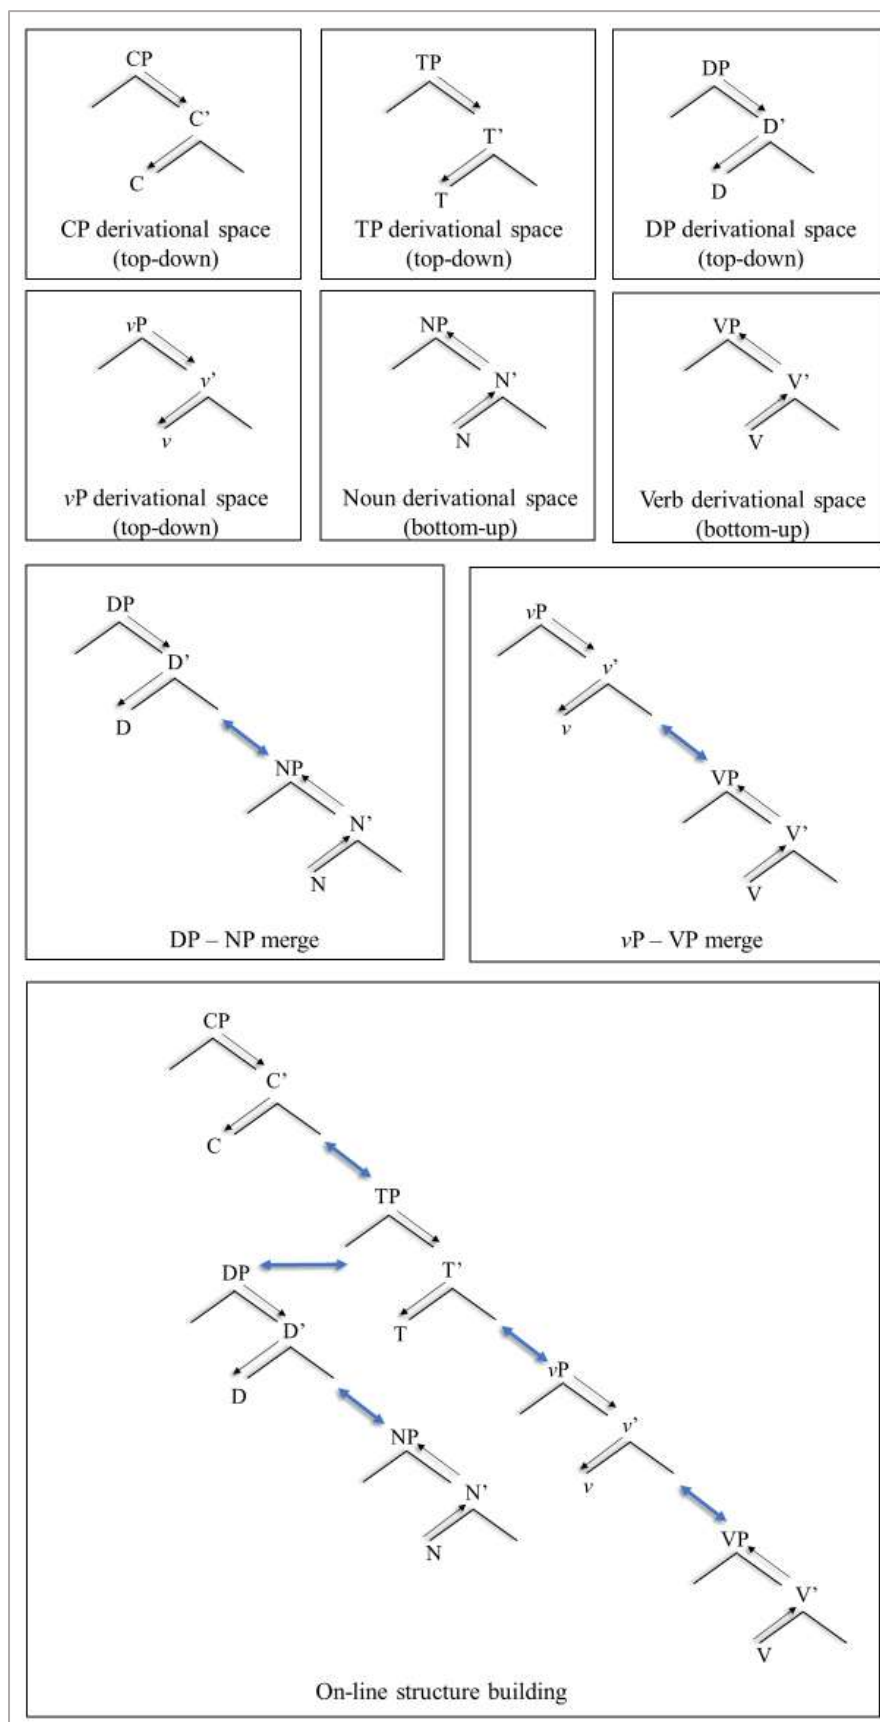 CP
C’
C
CP derivational space
(top-down)
TP
T’
T
TP derivational space
(top-down)
DP
D’
D
DP derivational space
(top-down)
vP
v’
v
vP derivational space
(top-down)
NP
N’
N
Noun derivational space
(bottom-up)
VP
V’
V
Verb derivational space
(bottom-up)
DP
D’
D
NP
N’
N
DP – NP merge
vP
v’
v
VP
V’
V
vP – VP merge
CP
C’
C
TP
DP
T’
D’
T
D
vP
NP
v’
v
N’
N
VP
V’
V
On-line structure building